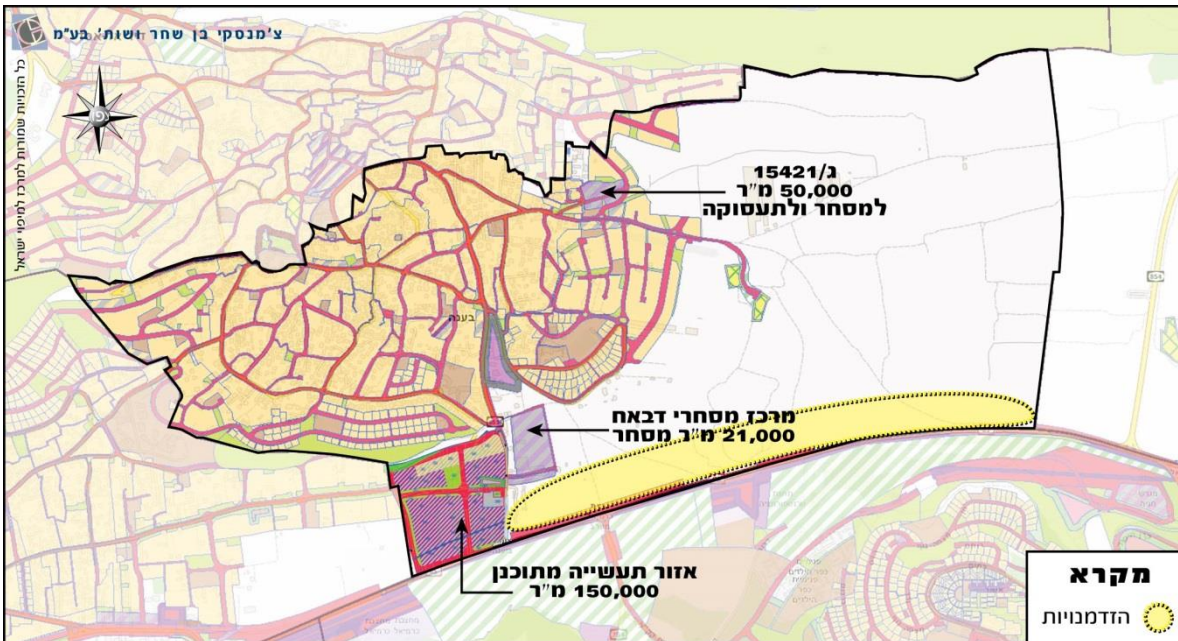 צ'מנסקי בן שחר ושות' בע"מ
כל הזכויות שמורות למרכז למיפוי ישראל
ג/15421
50,000 מ"ר
למסחר ולתעסוקה
בענה
מרכז מסחרי דבאח
21,000 מ"ר מסחר
אזור תעשייה מתוכנן
150,000 מ"ר
מקרא
הזדמנויות